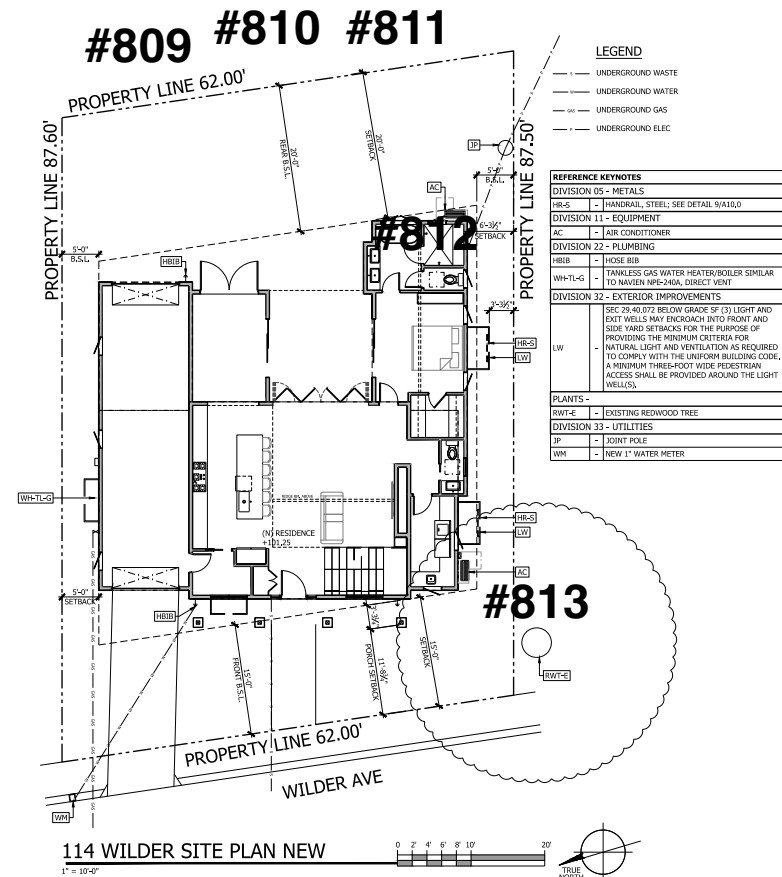 #809
#810
#811
PROPERTY LINE 62.00'
PROPERTY LINE 87.60'
PROPERTY LINE 87.50'
20'-0"
REAR B.S.L.
20'-0"
SETBACK
JP
5'-0"
B.S.L.
AC
#812
6'-3½"
SETBACK
5'-0"
B.S.L.
HBIB
3'-3½"
HR-S
LW
WH-TL-G
(N) RESIDENCE
+101.25
HR-S
LW
AC
5'-0"
SETBACK
HBIB
#813
15'-0"
FRONT B.S.L.
11'-8¾"
PORCH SETBACK
15'-0"
SETBACK
RWT-E
PROPERTY LINE 62.00'
WILDER AVE
WM
114 WILDER SITE PLAN NEW
1" = 10'-0"
0 2' 4' 6' 8' 10' 20'
TRUE
NORTH
LEGEND
S UNDERGROUND WASTE
W UNDERGROUND WATER
GAS UNDERGROUND GAS
P UNDERGROUND ELEC
REFERENCE KEYNOTES
DIVISION 05 - METALS
HR-S - HANDRAIL, STEEL; SEE DETAIL 9/A10.0
DIVISION 11 - EQUIPMENT
AC - AIR CONDITIONER
DIVISION 22 - PLUMBING
HBIB - HOSE BIB
WH-TL-G - TANKLESS GAS WATER HEATER/BOILER SIMILAR
TO NAVIEN NPE-240A, DIRECT VENT
DIVISION 32 - EXTERIOR IMPROVEMENTS
LW - SEC 29.40.072 BELOW GRADE SF (3) LIGHT AND
EXIT WELLS MAY ENCROACH INTO FRONT AND
SIDE YARD SETBACKS FOR THE PURPOSE OF
PROVIDING THE MINIMUM CRITERIA FOR
NATURAL LIGHT AND VENTILATION AS REQUIRED
TO COMPLY WITH THE UNIFORM BUILDING CODE.
A MINIMUM THREE-FOOT WIDE PEDESTRIAN
ACCESS SHALL BE PROVIDED AROUND THE LIGHT
WELL(S).
PLANTS -
RWT-E - EXISTING REDWOOD TREE
DIVISION 33 - UTILITIES
JP - JOINT POLE
WM - NEW 1" WATER METER